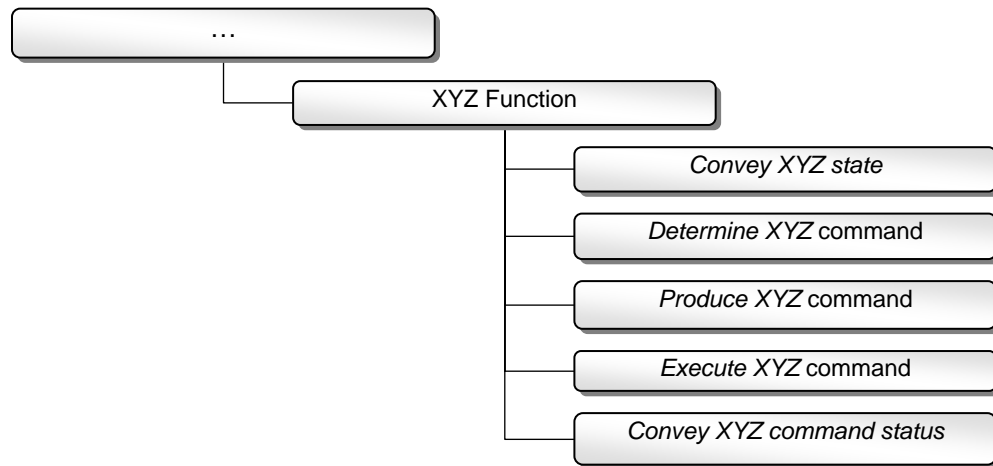 …
XYZ Function
Convey XYZ state
Determine XYZ command
Produce XYZ command
Execute XYZ command
Convey XYZ command status